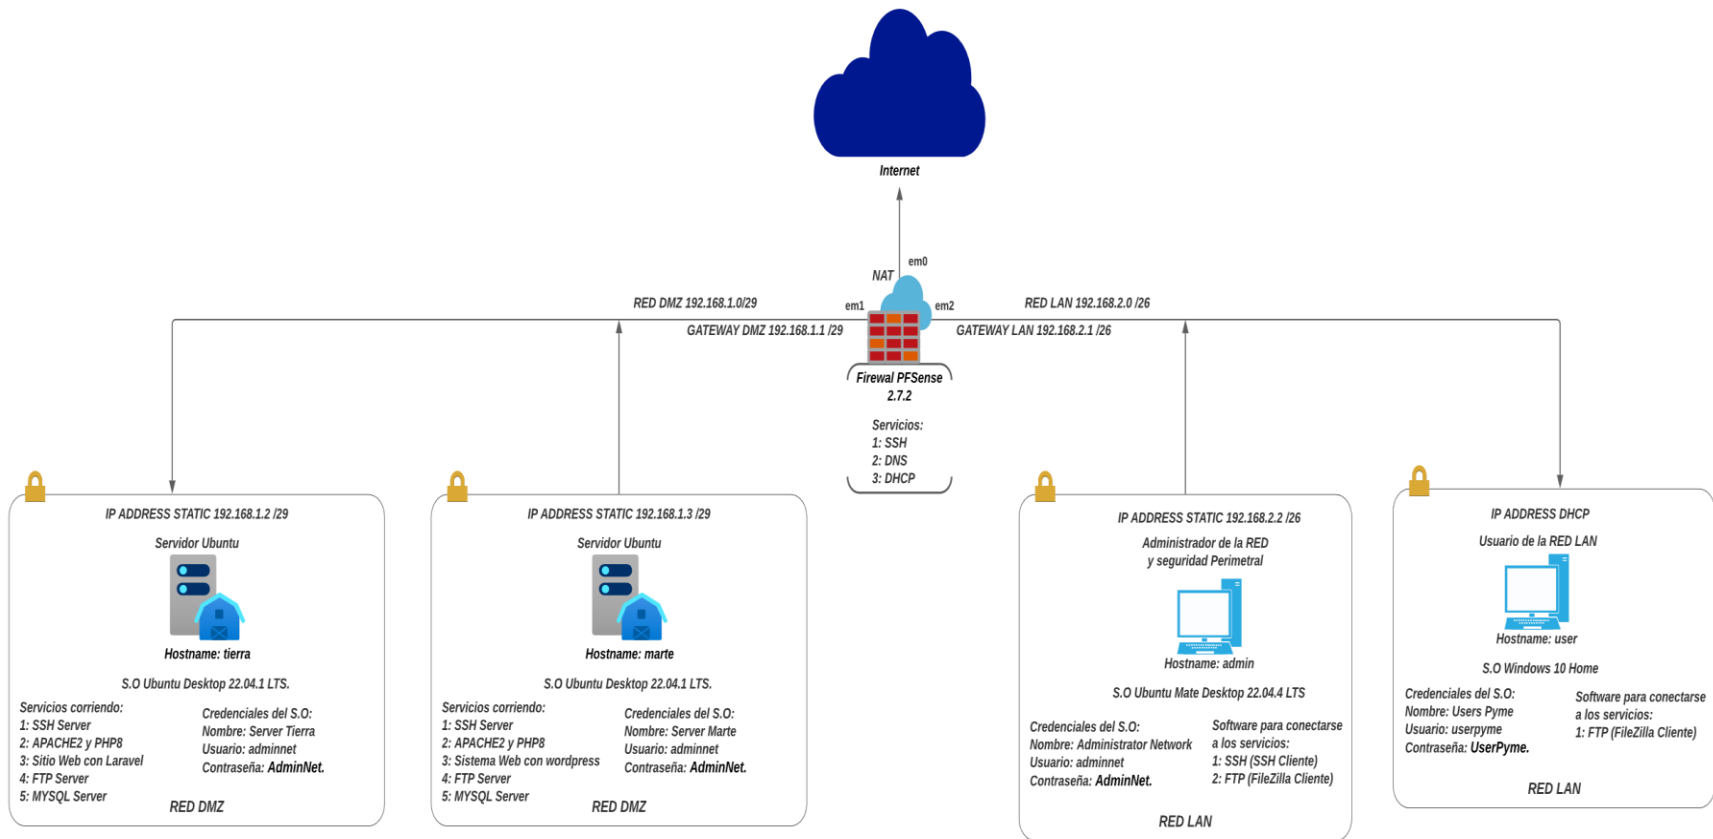 Internet
em0
NAT
RED DMZ 192.168.1.0/29
em1
em2
RED LAN 192.168.2.0 /26
GATEWAY DMZ 192.168.1.1 /29
GATEWAY LAN 192.168.2.1 /26
Firewal PFSense
2.7.2
Servicios:
1: SSH
2: DNS
3: DHCP
IP ADDRESS STATIC 192.168.1.2 /29
Servidor Ubuntu
Hostname: tierra
S.O Ubuntu Desktop 22.04.1 LTS.
Servicios corriendo:
1: SSH Server
2: APACHE2 y PHP8
3: Sitio Web con Laravel
4: FTP Server
5: MYSQL Server
Credenciales del S.O:
Nombre: Server Tierra
Usuario: adminnet
Contraseña: AdminNet.
RED DMZ
IP ADDRESS STATIC 192.168.1.3 /29
Servidor Ubuntu
Hostname: marte
S.O Ubuntu Desktop 22.04.1 LTS.
Servicios corriendo:
1: SSH Server
2: APACHE2 y PHP8
3: Sistema Web con wordpress
4: FTP Server
5: MYSQL Server
Credenciales del S.O:
Nombre: Server Marte
Usuario: adminnet
Contraseña: AdminNet.
RED DMZ
IP ADDRESS STATIC 192.168.2.2 /26
Administrador de la RED
y seguridad Perimetral
Hostname: admin
S.O Ubuntu Mate Desktop 22.04.4 LTS
Credenciales del S.O:
Nombre: Administrator Network
Usuario: adminnet
Contraseña: AdminNet.
Software para conectarse
a los servicios:
1: SSH (SSH Cliente)
2: FTP (FileZilla Cliente)
RED LAN
IP ADDRESS DHCP
Usuario de la RED LAN
Hostname: user
S.O Windows 10 Home
Credenciales del S.O:
Nombre: Users Pyme
Usuario: userpyme
Contraseña: UserPyme.
Software para conectarse
a los servicios:
1: FTP (FileZilla Cliente)
RED LAN